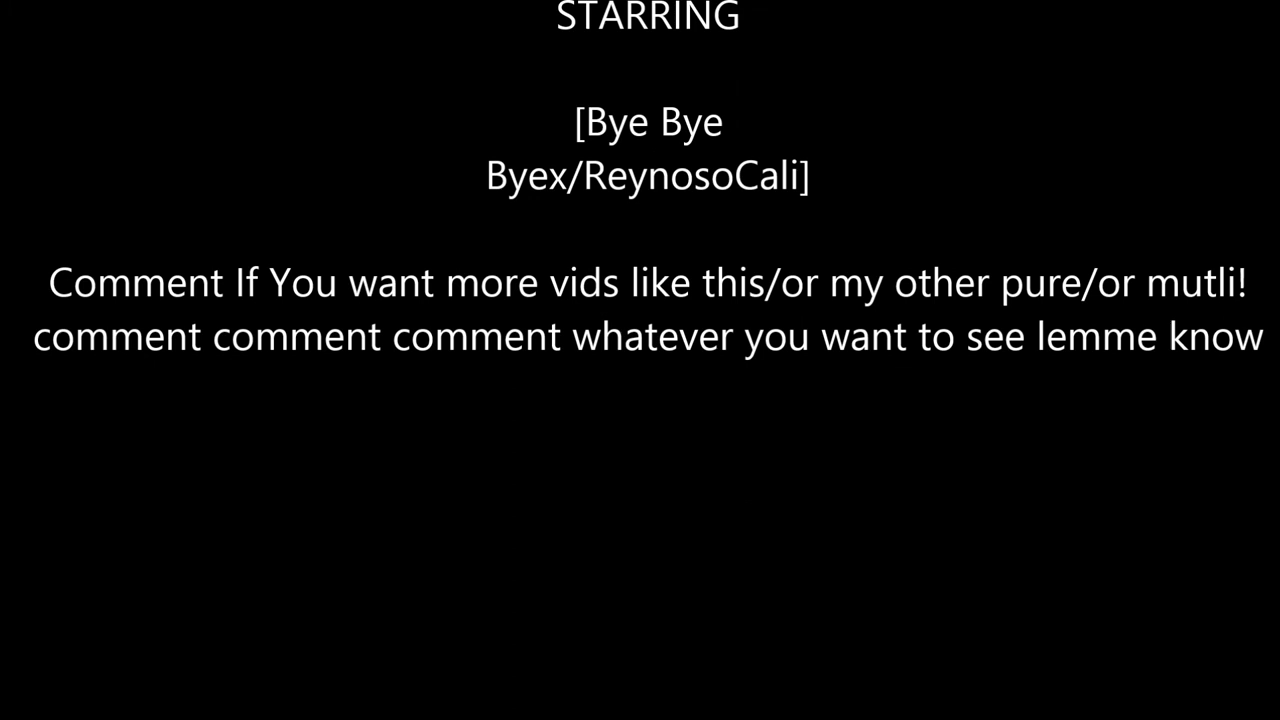 STARRING
[Bye Bye
Byex/ReynosoCali]
Comment If You want more vids like this/or my other pure/or mutli!
comment comment comment whatever you want to see lemme know